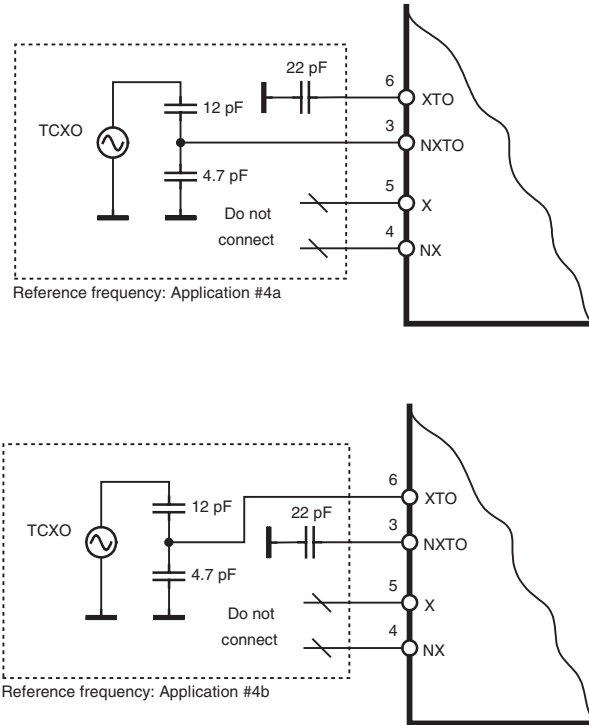 22 pF
6
XTO
12 pF
TCXO
3
NXTO
4.7 pF
5
X
Do not
connect
4
NX
Reference frequency: Application #4a
6
XTO
12 pF
22 pF
TCXO
3
NXTO
4.7 pF
5
X
Do not
connect
4
NX
Reference frequency: Application #4b